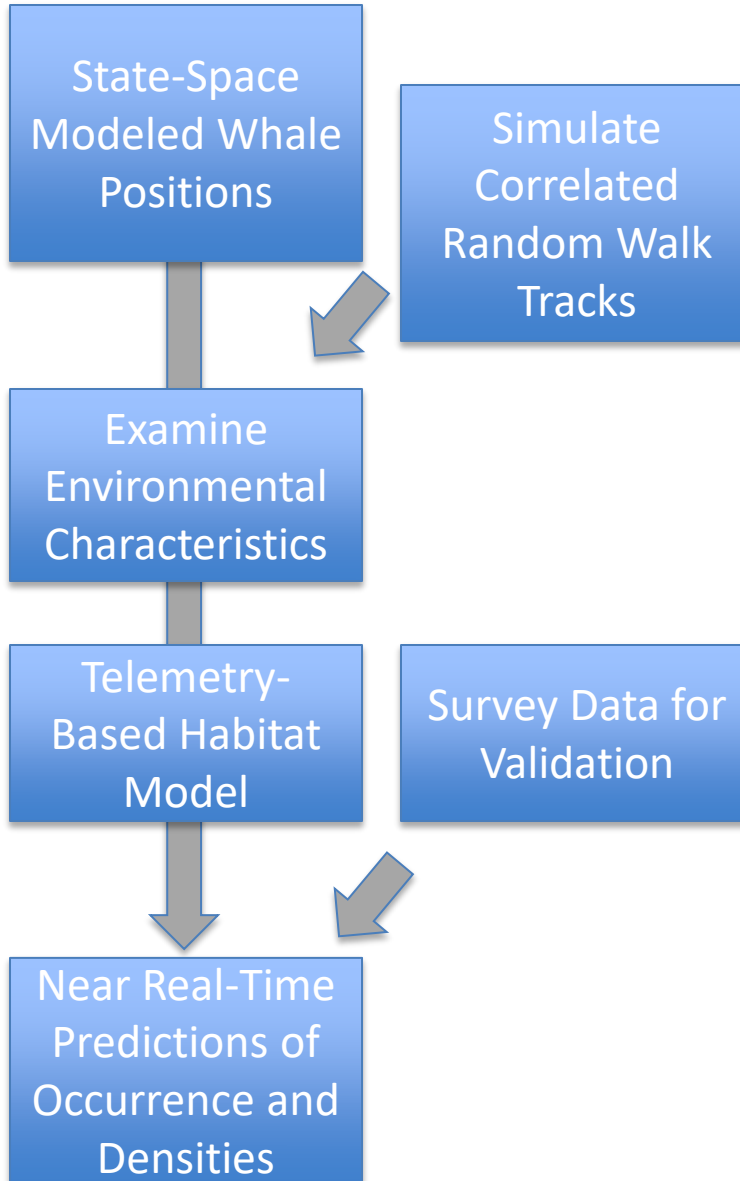 State-Space
Modeled Whale
Positions
Simulate
Correlated
Random Walk
Tracks
Examine
Environmental
Characteristics
Telemetry-
Based Habitat
Model
Survey Data for
Validation
Near Real-Time
Predictions of
Occurrence and
Densities